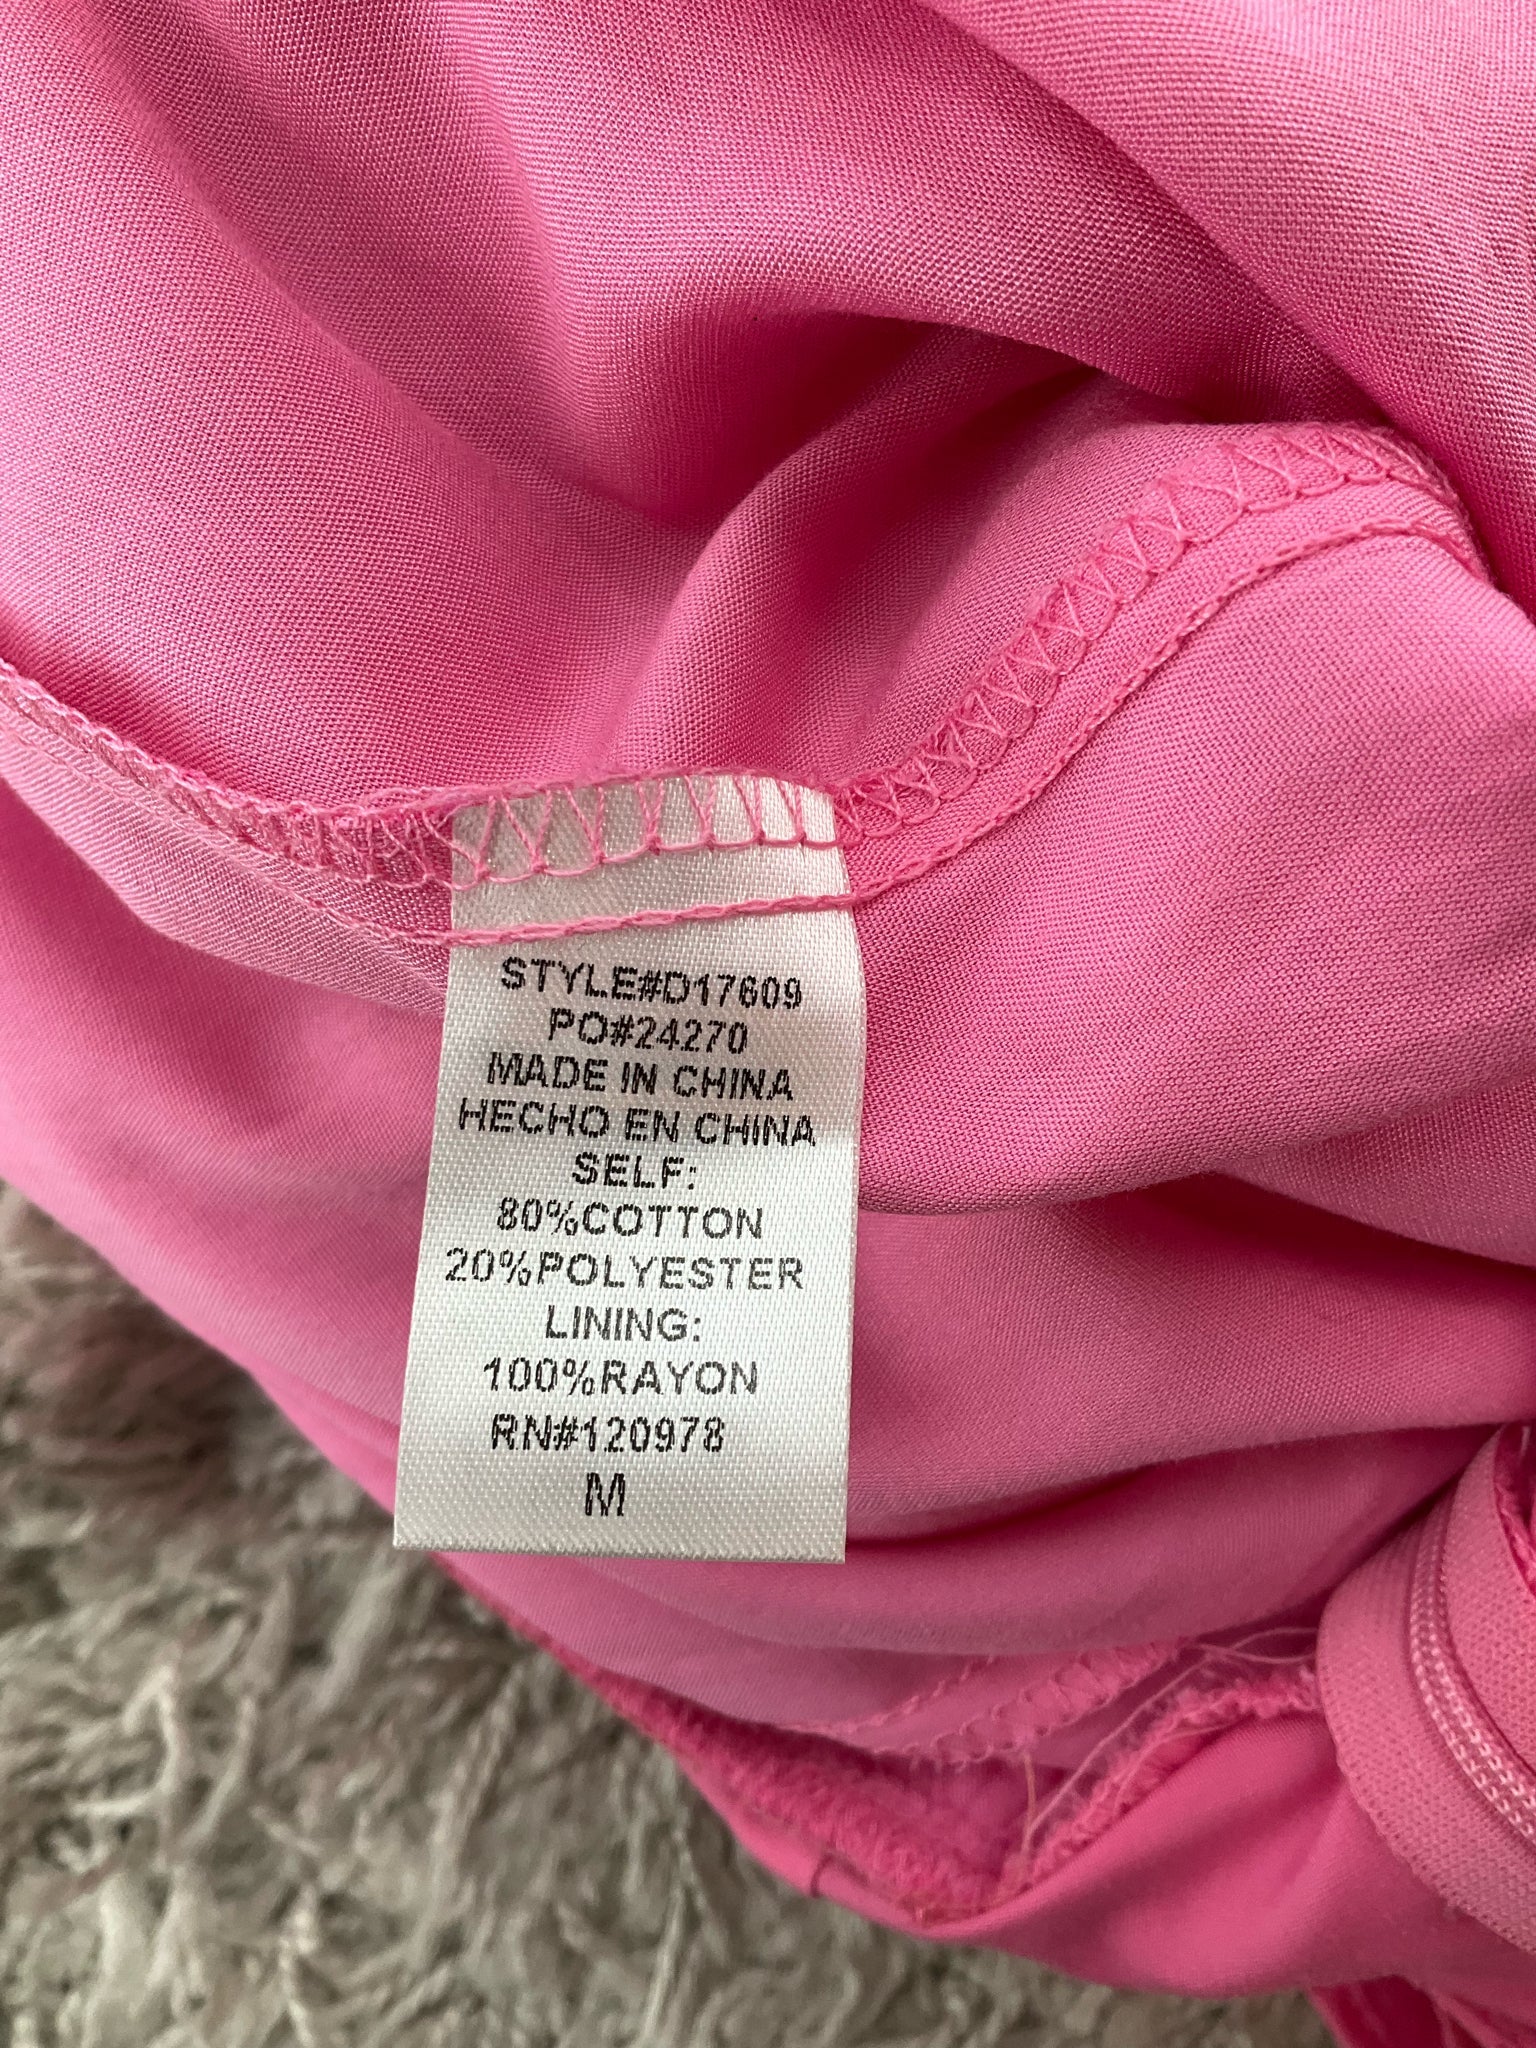 STYLE#D17609
PO#24270
MADE IN CHINA
HECHO EN CHINA
SELF:
80%COTTON
20%POLYESTER
LINING:
100%RAYON
RN#120978
M